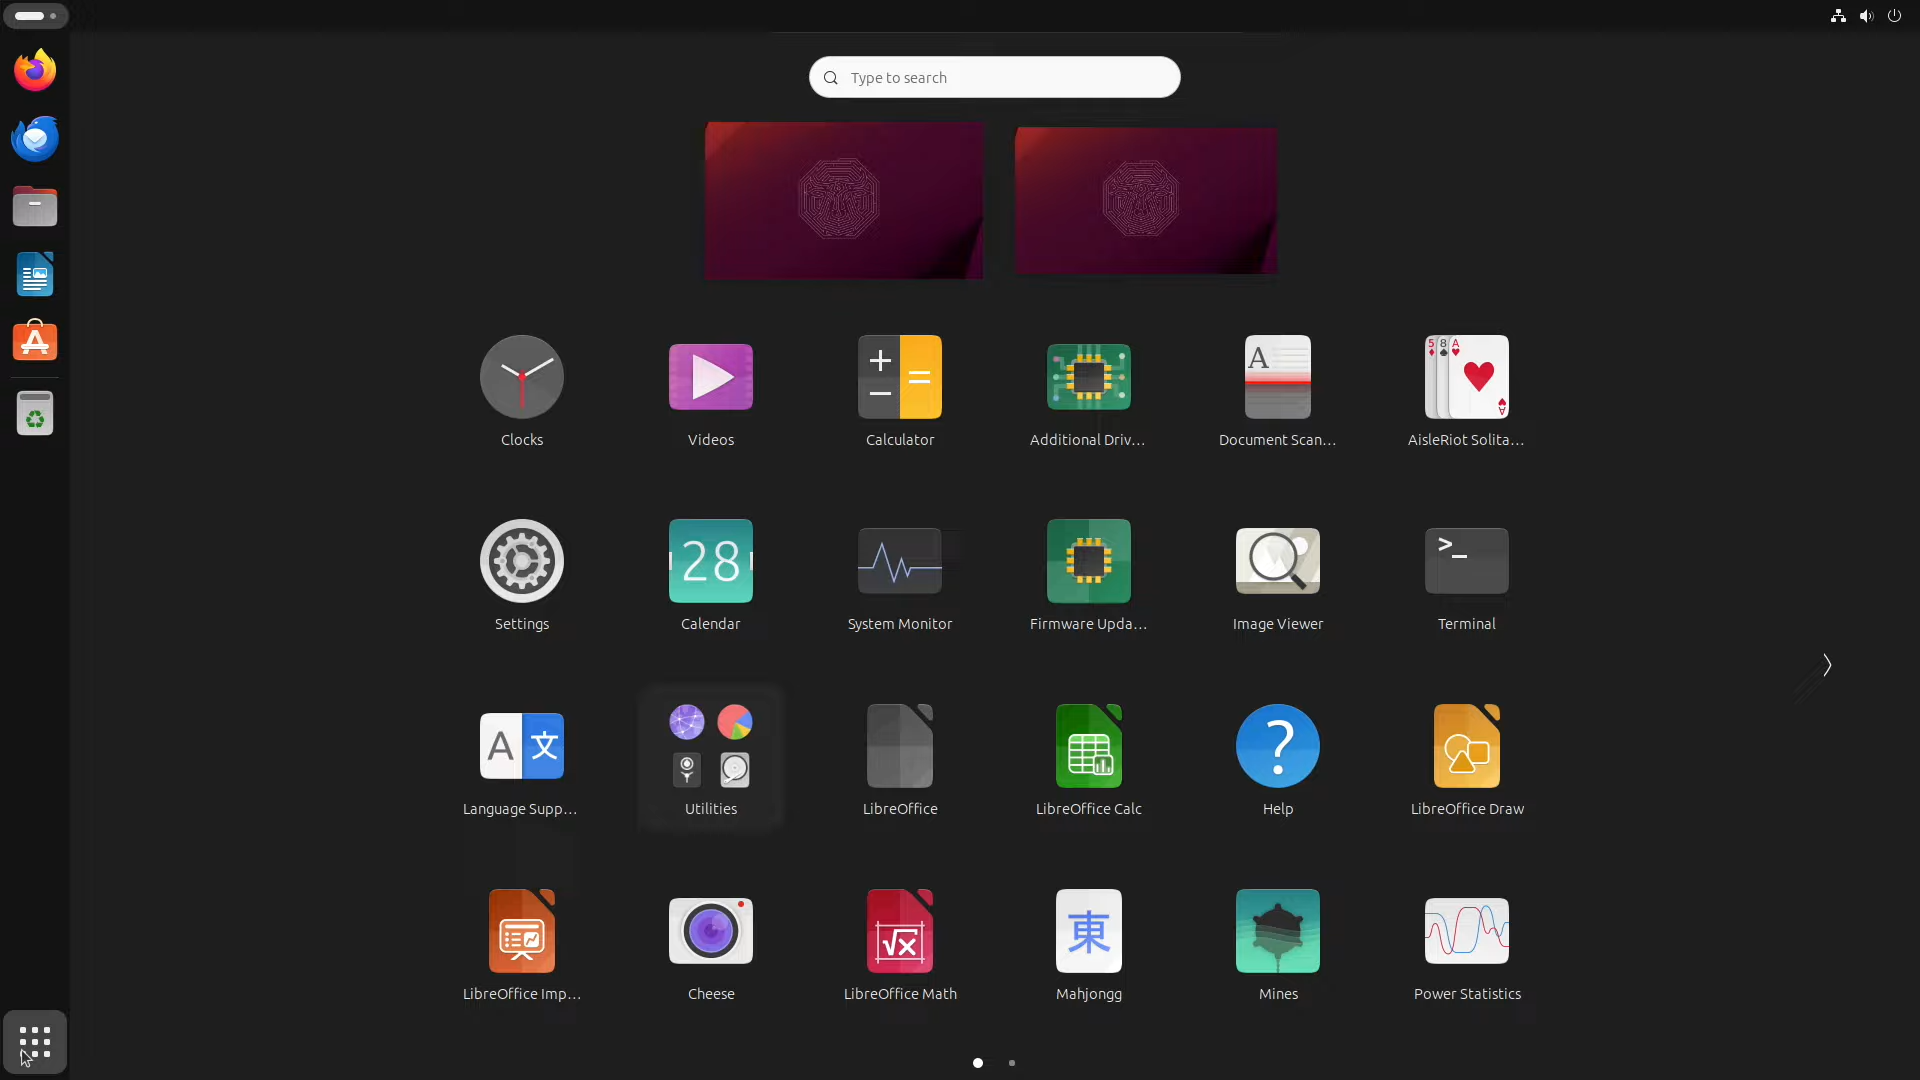 Type to search
Clocks
Videos
Calculator
Additional Driv...
Document Scan...
5 8 A
A
AisleRiot Solita...
Settings
28
Calendar
System Monitor
Firmware Upda...
Image Viewer
>_
Terminal
A 文
Language Supp...
Utilities
LibreOffice
LibreOffice Calc
?
Help
LibreOffice Draw
LibreOffice Imp...
Cheese
√x
LibreOffice Math
東
Mahjongg
Mines
Power Statistics